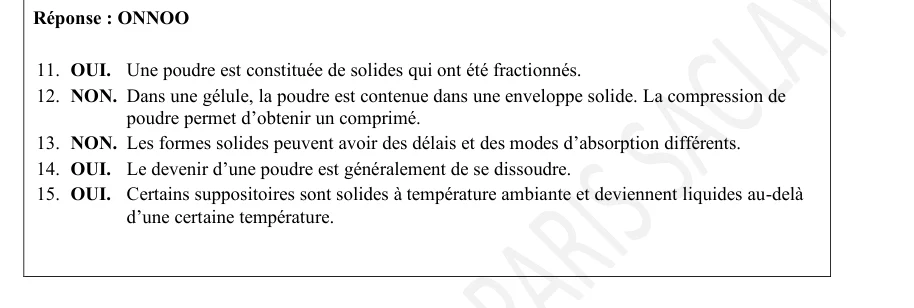 Réponse : ONNOO
11. OUI. Une poudre est constituée de solides qui ont été fractionnés.
12. NON. Dans une gélule, la poudre est contenue dans une enveloppe solide. La compression de
poudre permet d’obtenir un comprimé.
13. NON. Les formes solides peuvent avoir des délais et des modes d’absorption différents.
14. OUI. Le devenir d’une poudre est généralement de se dissoudre.
15. OUI. Certains suppositoires sont solides à température ambiante et deviennent liquides au-delà
d’une certaine température.
PARIS SACLAY